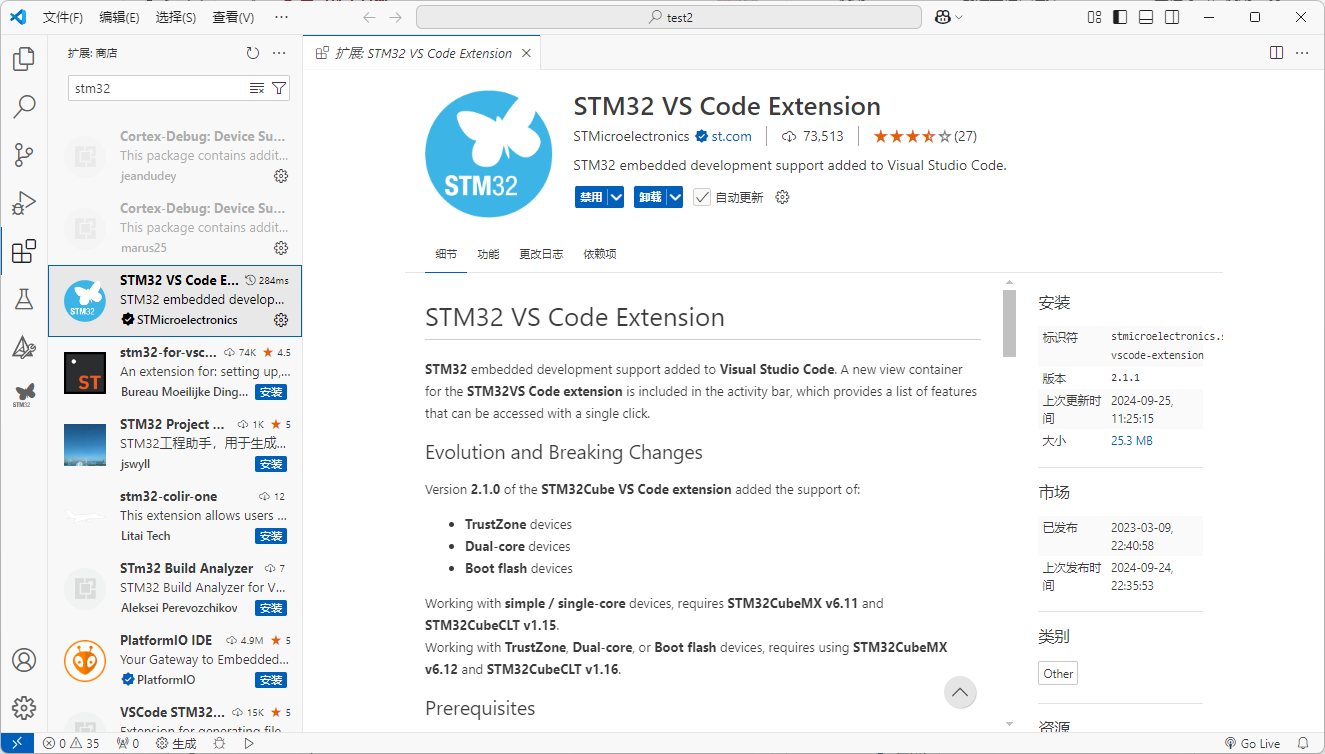 文件(F) 编辑(E) 选择(S) 查看(V) ··· test2
扩展: 商店
stm32
Cortex-Debug: Device Su...
This package contains addit...
jeandudey
Cortex-Debug: Device Su...
This package contains addit...
marus25
STM32 VS Code E... 284ms
STM32 embedded develop...
STMicroelectronics
stm32-for-vsc... 74K 4.5
An extension for: setting up,...
Bureau Moeilijke Ding... 安装
STM32 Project ... 1K 5
STM32工程助手，用于生成...
jswyll 安装
stm32-colir-one 12
This extension allows users ...
Litai Tech 安装
STm32 Build Analyzer 7
STM32 Build Analyzer for V...
Aleksei Perevozchikov 安装
PlatformIO IDE 4.9M 5
Your Gateway to Embedded...
PlatformIO 安装
VSCode STM32... 15K 5
Extension for generating file
扩展: STM32 VS Code Extension
STM32
STM32 VS Code Extension
STMicroelectronics st.com 73,513 (27)
STM32 embedded development support added to Visual Studio Code.
禁用 卸载 自动更新
细节 功能 更改日志 依赖项
STM32 VS Code Extension
STM32 embedded development support added to Visual Studio Code. A new view container
for the STM32VS Code extension is included in the activity bar, which provides a list of features
that can be accessed with a single click.
Evolution and Breaking Changes
Version 2.1.0 of the STM32Cube VS Code extension added the support of:
• TrustZone devices
• Dual-core devices
• Boot flash devices
Working with simple / single-core devices, requires STM32CubeMX v6.11 and
STM32CubeCLT v1.15.
Working with TrustZone, Dual-core, or Boot flash devices, requires using STM32CubeMX
v6.12 and STM32CubeCLT v1.16.
Prerequisites
安装
标识符 stmicroelectronics.s
vscode-extension
版本 2.1.1
上次更新时 2024-09-25,
间 11:25:15
大小 25.3 MB
市场
已发布 2023-03-09,
22:40:58
上次发布时 2024-09-24,
间 22:35:53
类别
Other
资源
0 35 0 生成 Go Live